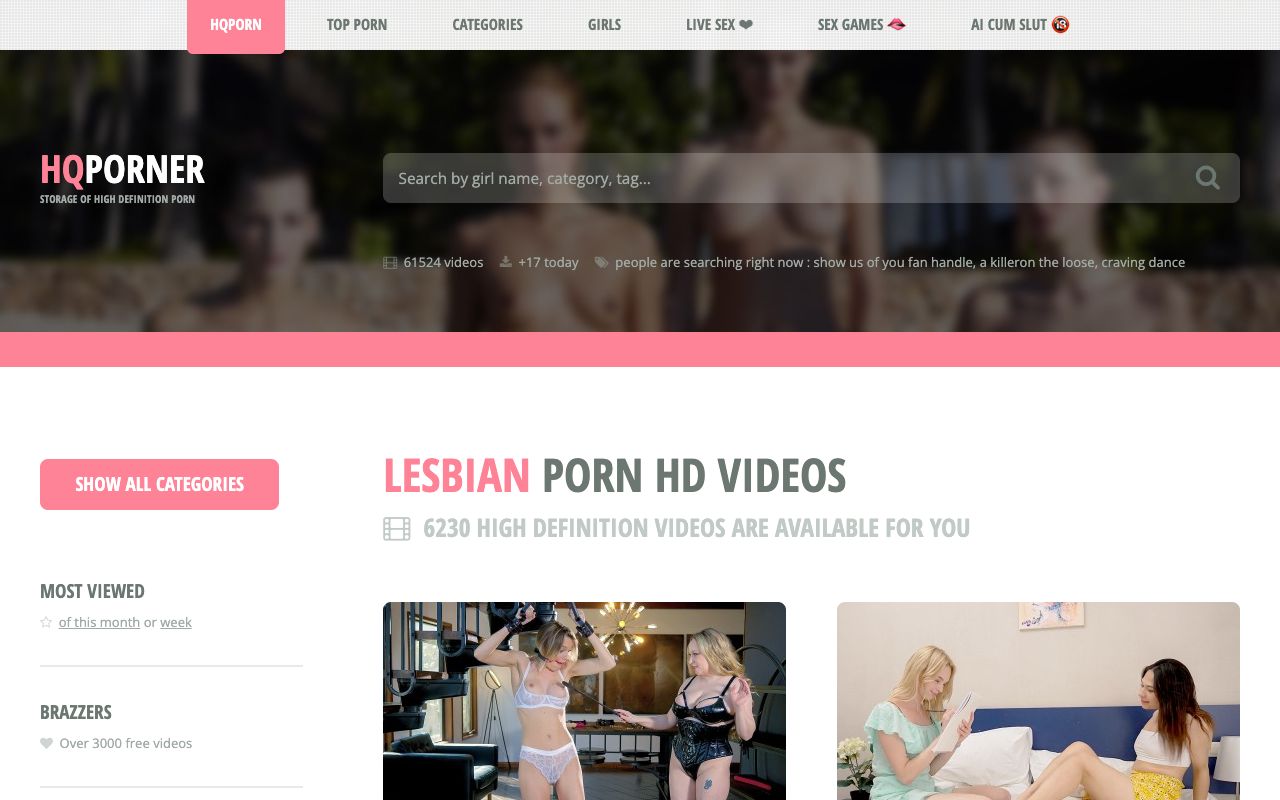 HQPORN
TOP PORN
CATEGORIES
GIRLS
LIVE SEX ❤
SEX GAMES 🫦
AI CUM SLUT 🔞
HQPORNER
STORAGE OF HIGH DEFINITION PORN
Search by girl name, category, tag...
61524 videos
+17 today
people are searching right now : show us of you fan handle, a killeron the loose, craving dance
SHOW ALL CATEGORIES
LESBIAN PORN HD VIDEOS
6230 HIGH DEFINITION VIDEOS ARE AVAILABLE FOR YOU
MOST VIEWED
of this month or week
BRAZZERS
Over 3000 free videos